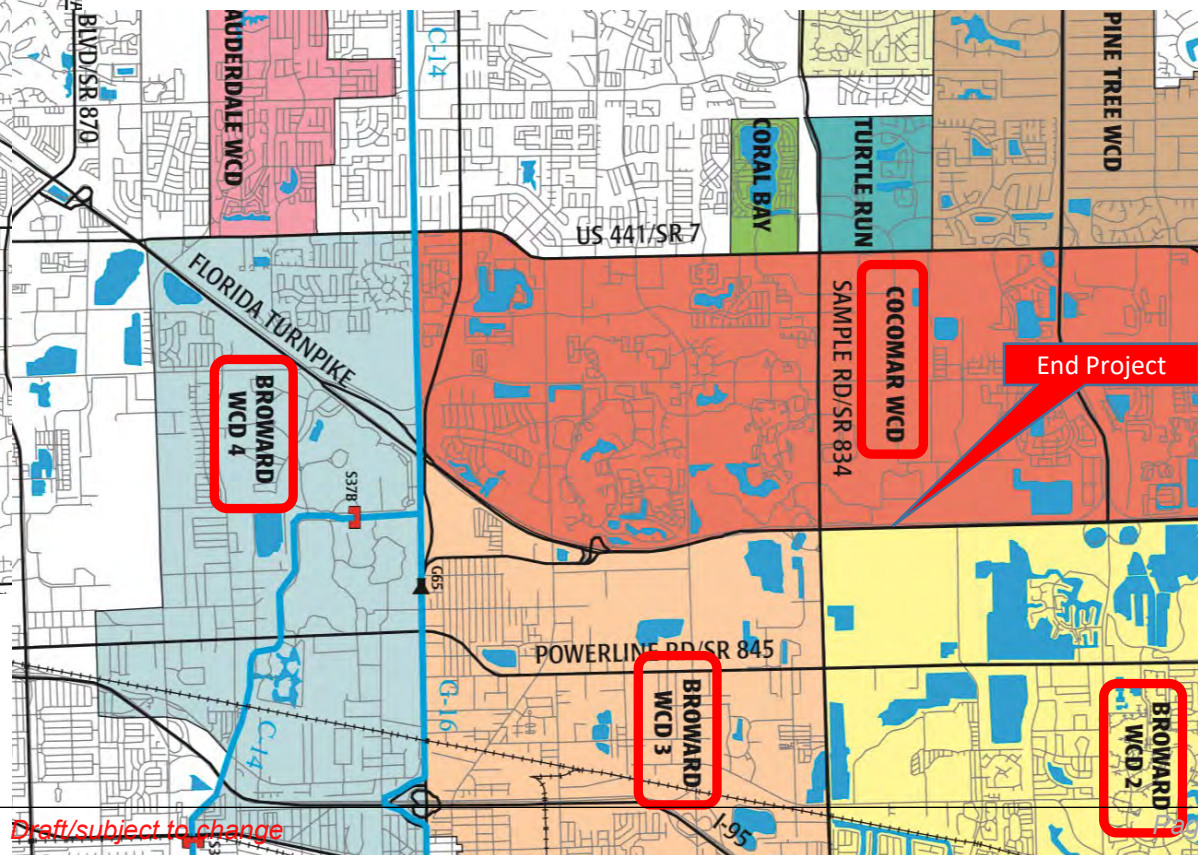 BLVD/SR 870
AUDERDALE WCD
C-14
CORAL BAY
TURTLE RUN
PINE TREE WCD
US 441/SR 7
FLORIDA TURNPIKE
SAMPLE RD/SR 834
COCOMAR WCD
End Project
BROWARD
WCD 4
S37B
G65
POWERLINE RD/SR 845
BROWARD
WCD 3
G-16
BROWARD
WCD 2
C-14
I-95
Draft/subject to change
Pag